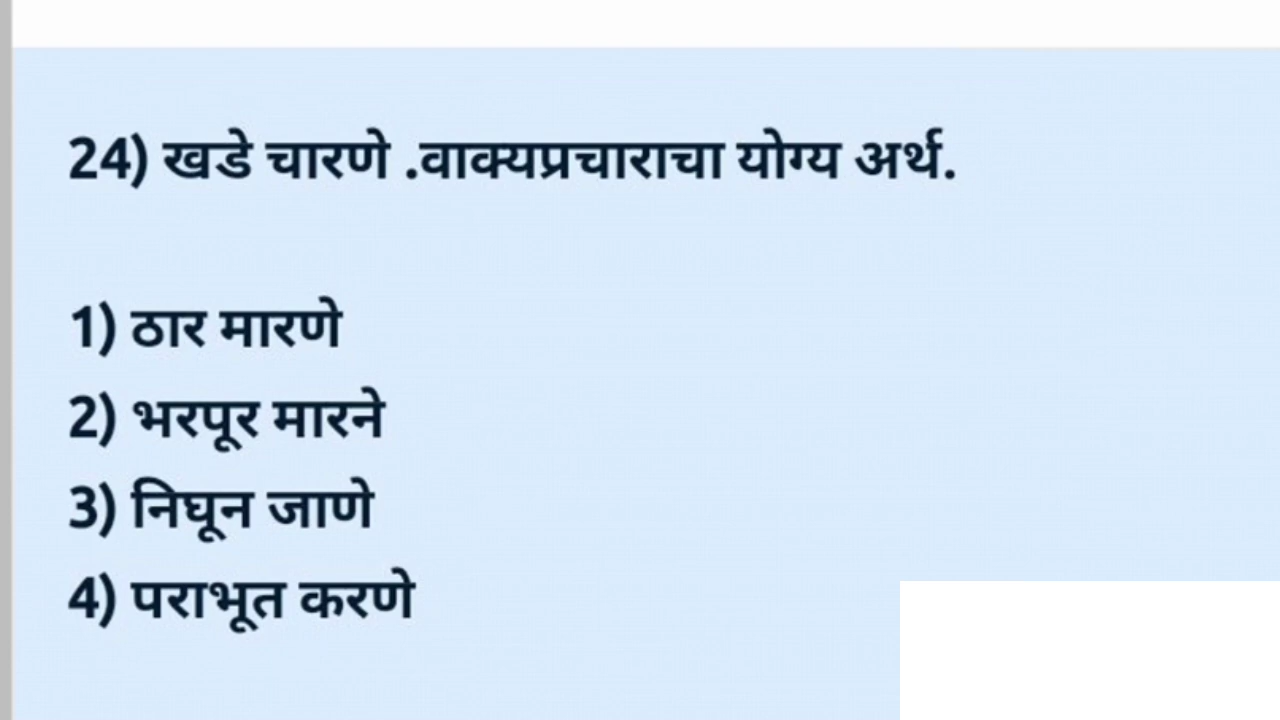 24) खडे चारणे .वाक्यप्रचाराचा योग्य अर्थ.
1) ठार मारणे
2) भरपूर मारने
3) निघून जाणे
4) पराभूत करणे